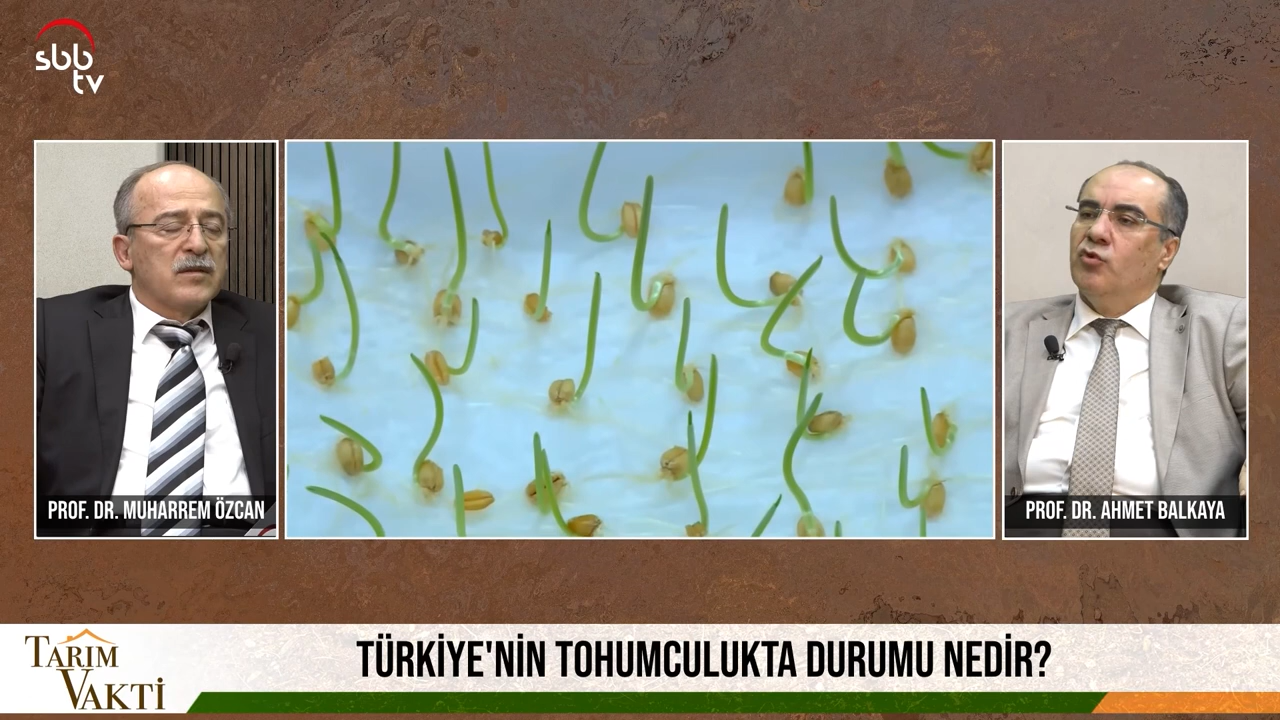 sbb
tv
PROF. DR. MUHARREM ÖZCAN
PROF. DR. AHMET BALKAYA
TARIM
VAKTİ
TÜRKİYE'NİN TOHUMCULUKTA DURUMU NEDİR?